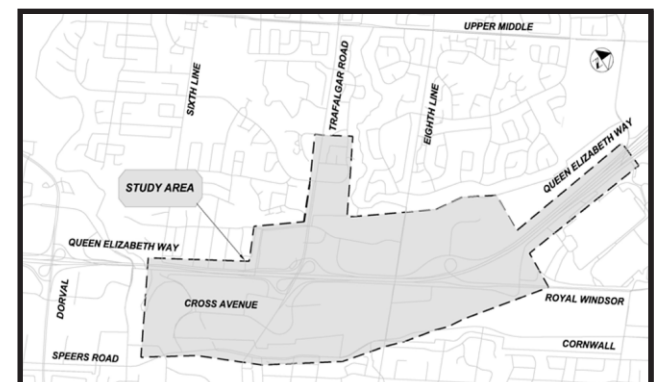 UPPER MIDDLE
TRAFALGAR ROAD
SIXTH LINE
EIGHTH LINE
QUEEN ELIZABETH WAY
STUDY AREA
QUEEN ELIZABETH WAY
DORVAL
CROSS AVENUE
ROYAL WINDSOR
CORNWALL
SPEERS ROAD